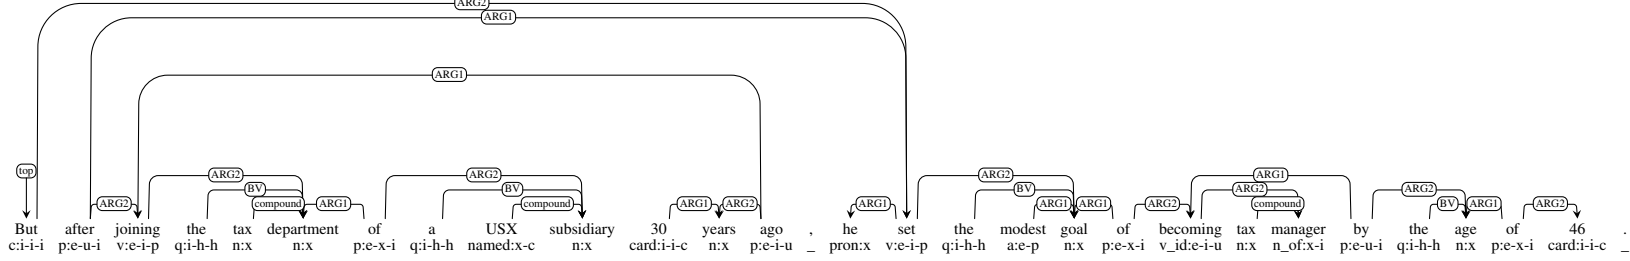 ARG2
ARG1
ARG1
top ARG2 ARG2 ARG2 ARG1
BV BV BV ARG2 ARG2
ARG2 compound ARG1 compound ARG1 ARG2 ARG1 ARG1 ARG1 ARG2 compound BV ARG1 ARG2
But after joining the tax department of a USX subsidiary 30 years ago , he set the modest goal of becoming tax manager by the age of 46 .
c:i-i-i p:e-u-i v:e-i-p q:i-h-h n:x n:x p:e-x-i q:i-h-h named:x-c n:x card:i-i-c n:x p:e-i-u _ pron:x v:e-i-p q:i-h-h a:e-p n:x p:e-x-i v_id:e-i-u n:x n_of:x-i p:e-u-i q:i-h-h n:x p:e-x-i card:i-i-c _